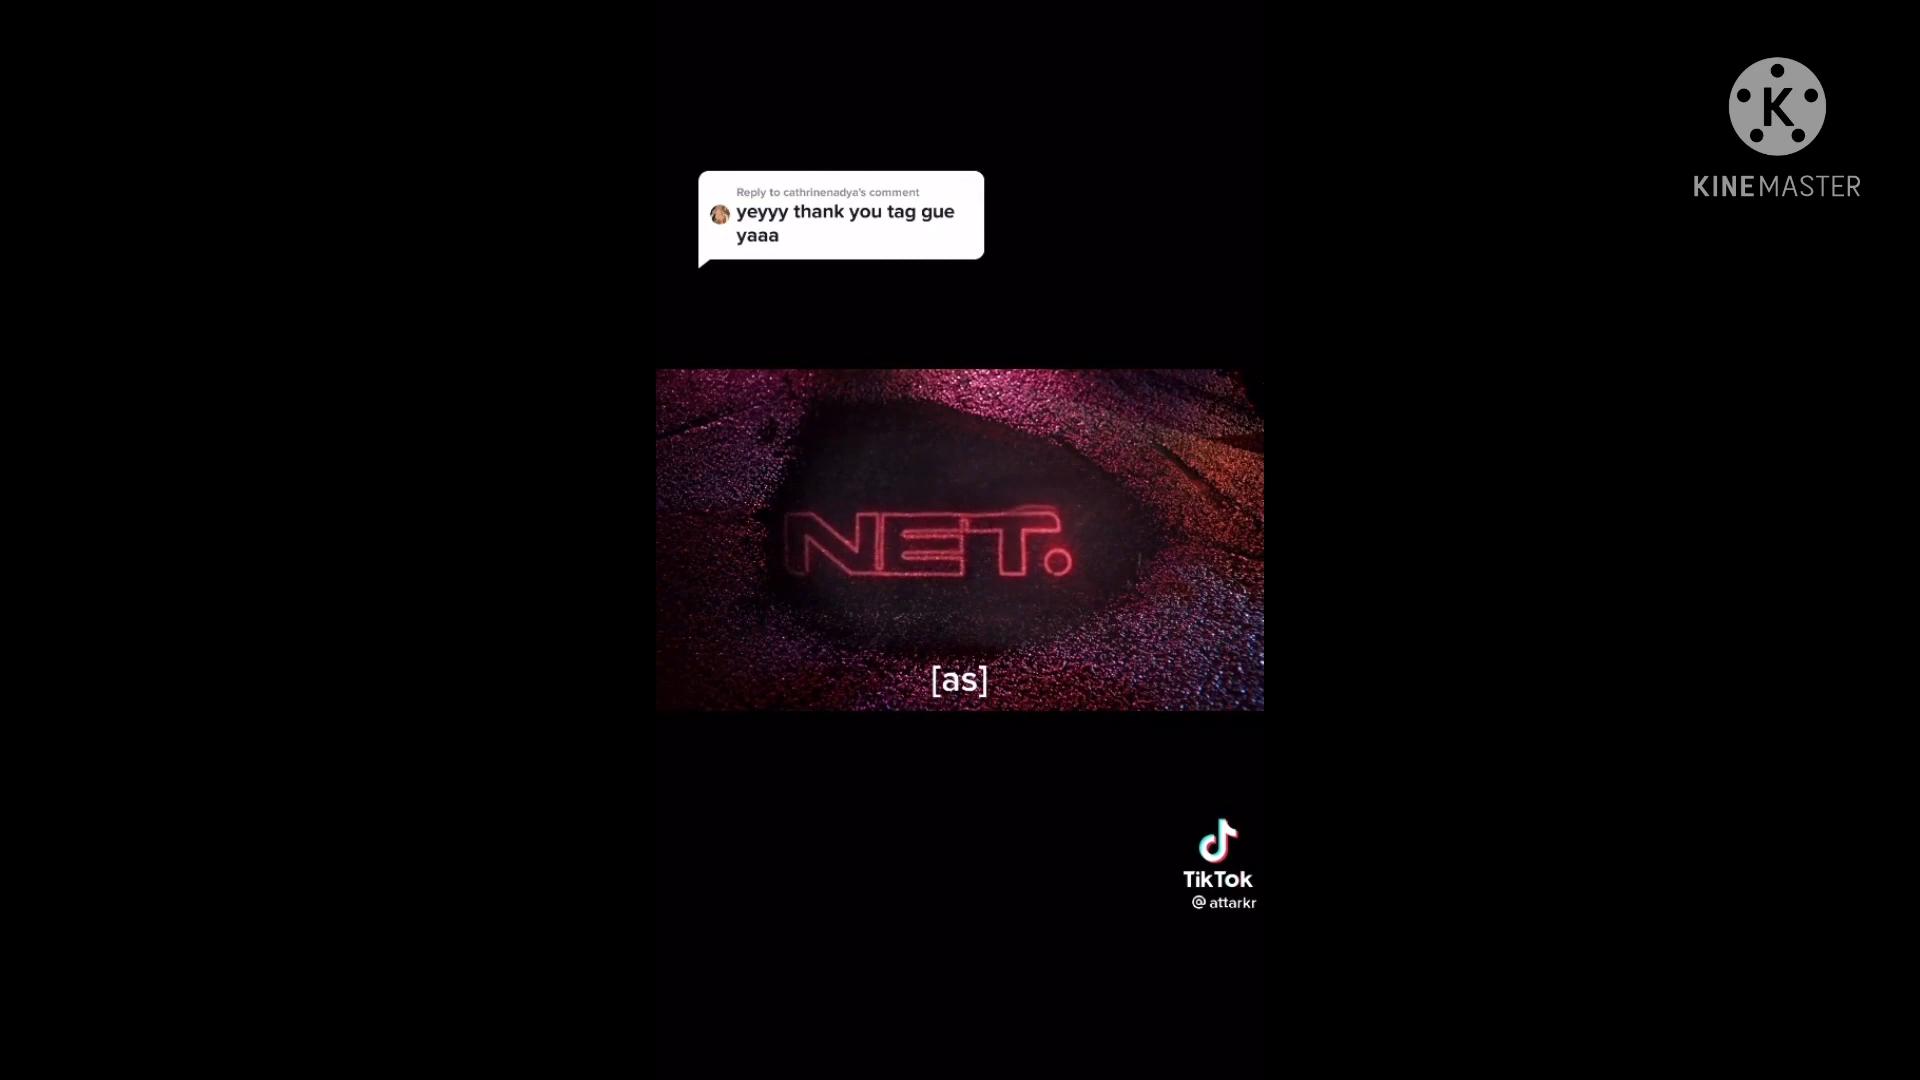 K
KINEMASTER
Reply to cathrinenadya's comment
yeyyy thank you tag gue
yaaa
NET.
[as]
TikTok
@attarkr